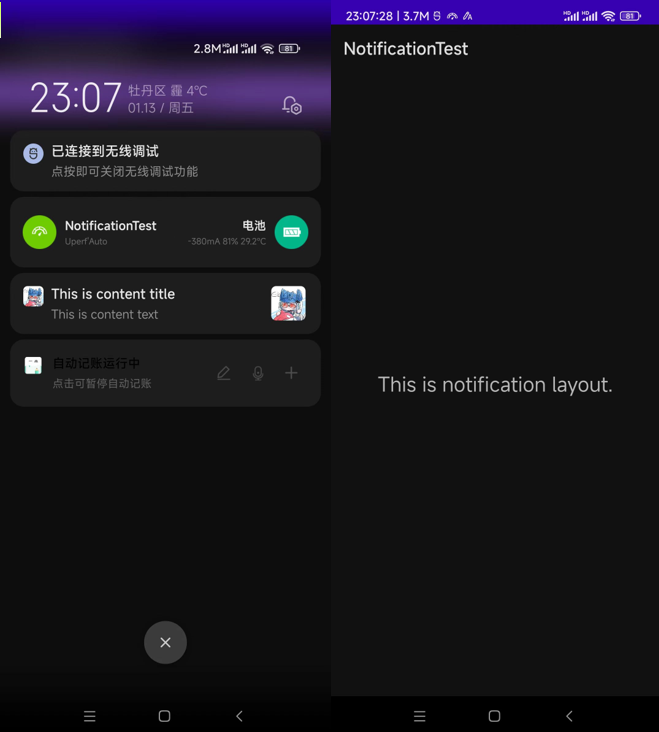 2.8M HD HD 81
23:07
牡丹区 霾 4℃
01.13 / 周五
已连接到无线调试
点按即可关闭无线调试功能
NotificationTest
Uperf'Auto
电池
-380mA 81% 29.2℃
This is content title
This is content text
自动记账运行中
点击可暂停自动记账
23:07:28 | 3.7M HD HD 81
NotificationTest
This is notification layout.